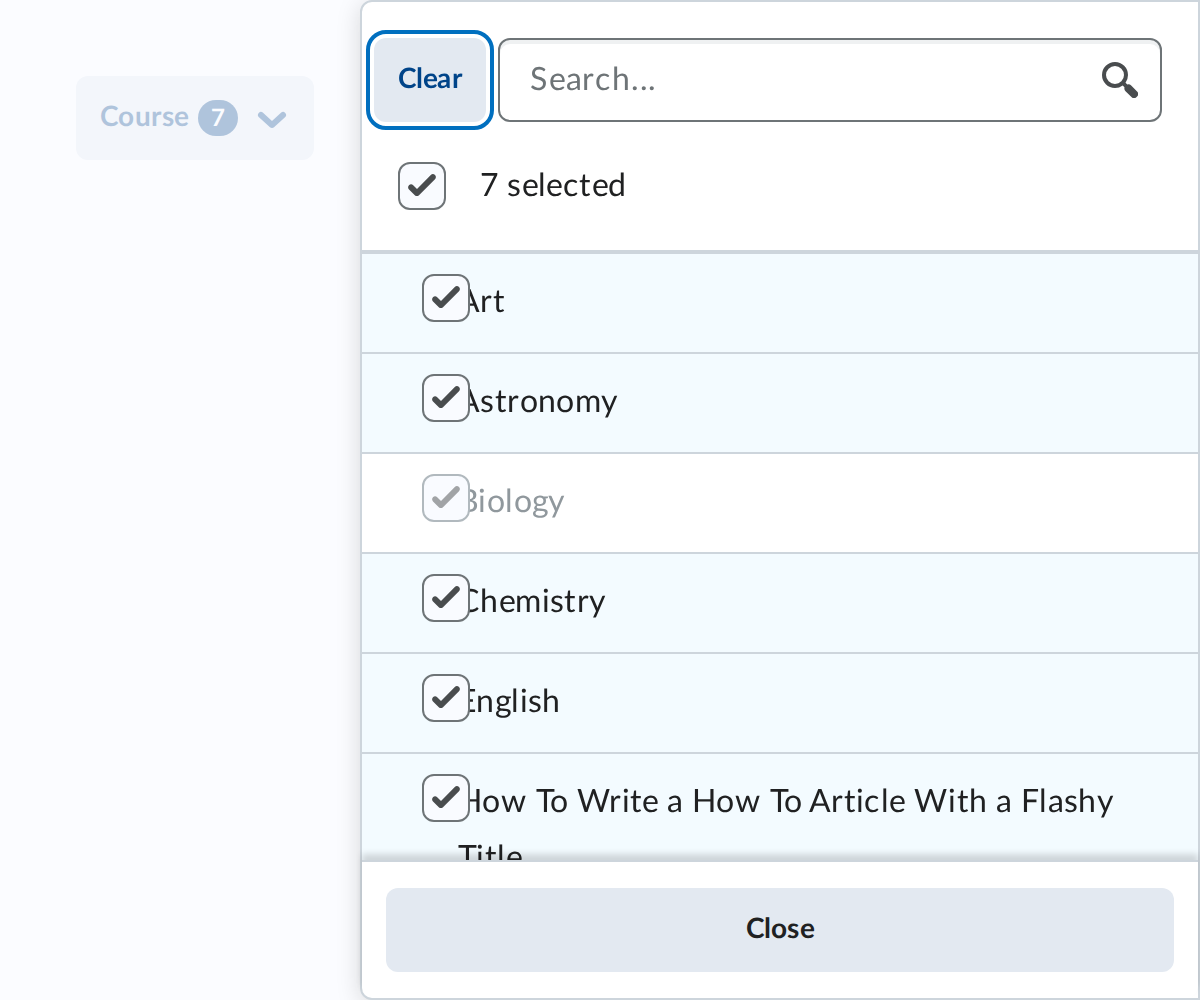 Clear
Search...
Course 7
7 selected
Art
Astronomy
Biology
Chemistry
English
How To Write a How To Article With a Flashy
Title
Close